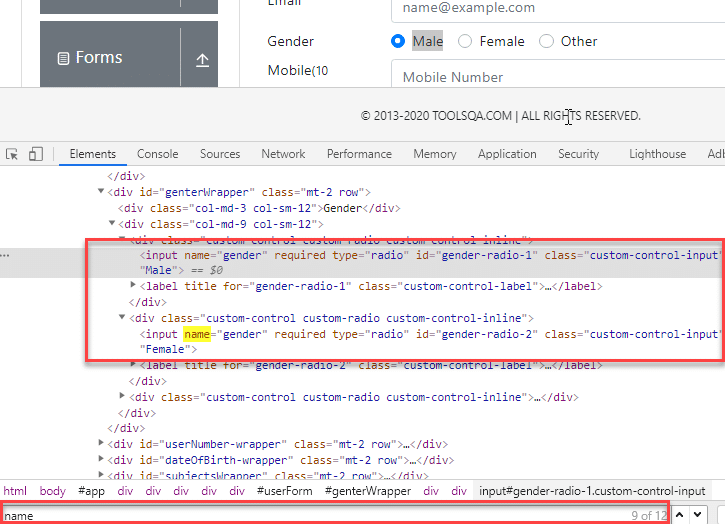 Email
name@example.com
Gender Male Female Other
Forms
Mobile(10
Mobile Number
© 2013-2020 TOOLSQA.COM | ALL RIGHTS RESERVED.
Elements Console Sources Network Performance Memory Application Security Lighthouse Adb
</div>
<div id="genterWrapper" class="mt-2 row">
<div class="col-md-3 col-sm-12">Gender</div>
<div class="col-md-9 col-sm-12">
<div class="custom-control custom-radio custom-control-inline">
<input name="gender" required type="radio" id="gender-radio-1" class="custom-control-input"
"Male"> == $0
<label title for="gender-radio-1" class="custom-control-label">…</label>
</div>
<div class="custom-control custom-radio custom-control-inline">
<input name="gender" required type="radio" id="gender-radio-2" class="custom-control-input"
"Female">
<label title for="gender-radio-2" class="custom-control-label">…</label>
</div>
<div class="custom-control custom-radio custom-control-inline">…</div>
</div>
</div>
<div id="userNumber-wrapper" class="mt-2 row">…</div>
<div id="dateOfBirth-wrapper" class="mt-2 row">…</div>
<div id="subjectsWrapper" class="mt-2 row">…</div>
html body #app div div div div #userForm #genterWrapper div div input#gender-radio-1.custom-control-input
name 9 of 12